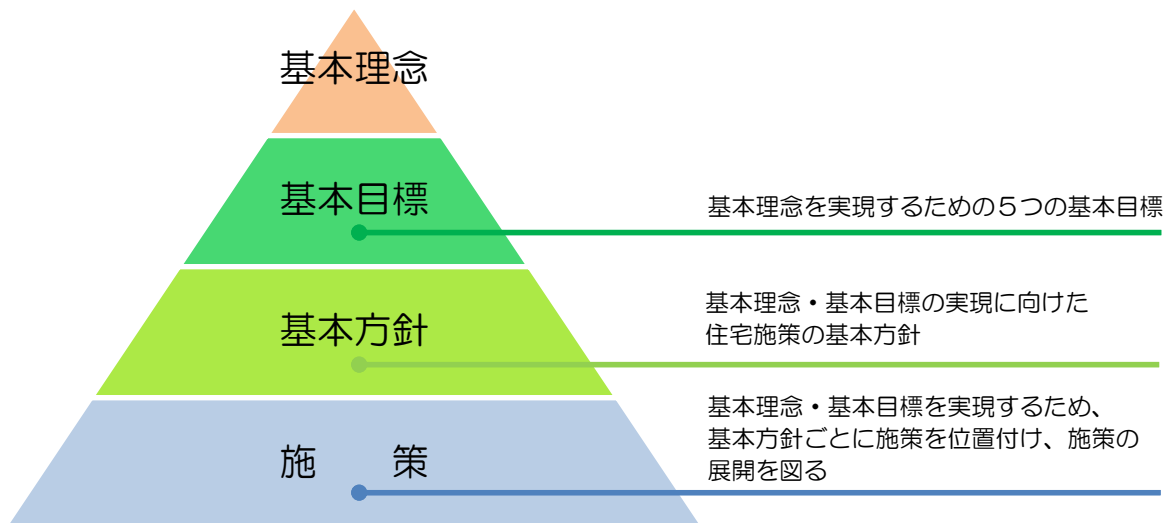 基本理念
基本目標
基本理念を実現するための５つの基本目標
基本方針
基本理念・基本目標の実現に向けた
住宅施策の基本方針
施　　策
基本理念・基本目標を実現するため、
基本方針ごとに施策を位置付け、施策の
展開を図る